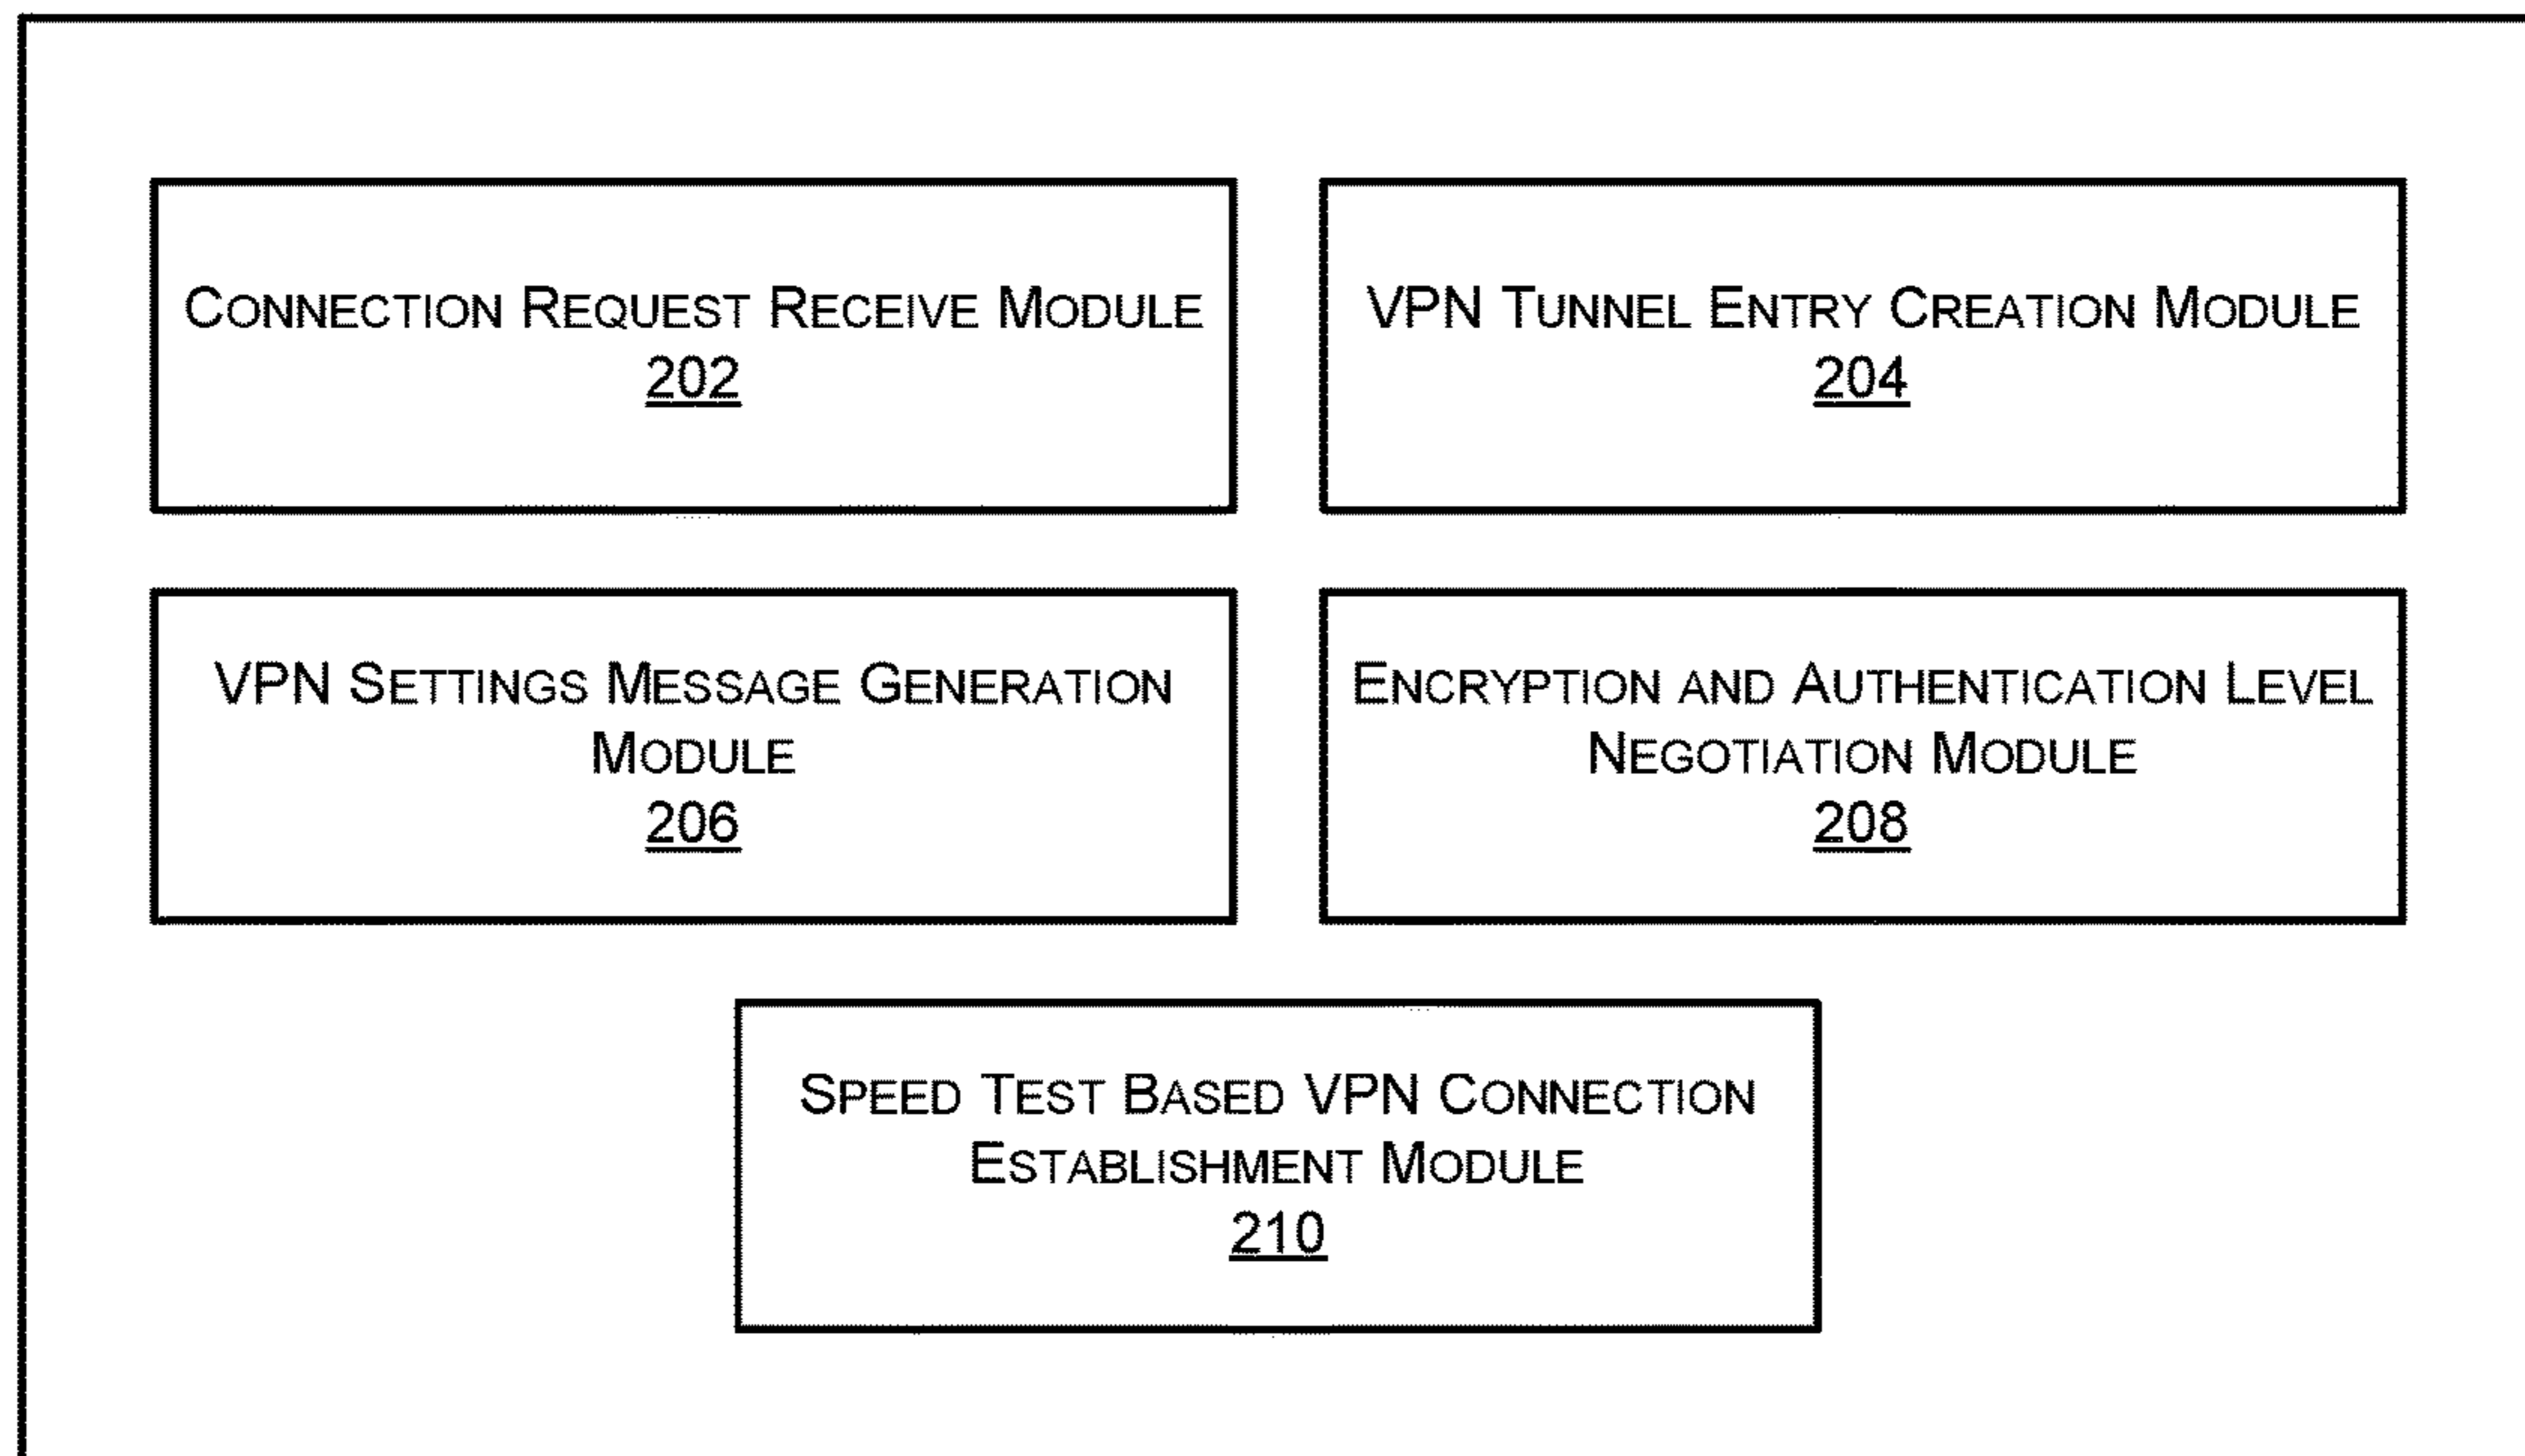 CONNECTION REQUEST RECEIVE MODULE
202
VPN TUNNEL ENTRY CREATION MODULE
204
VPN SETTINGS MESSAGE GENERATION
MODULE
206
ENCRYPTION AND AUTHENTICATION LEVEL
NEGOTIATION MODULE
208
SPEED TEST BASED VPN CONNECTION
ESTABLISHMENT MODULE
210